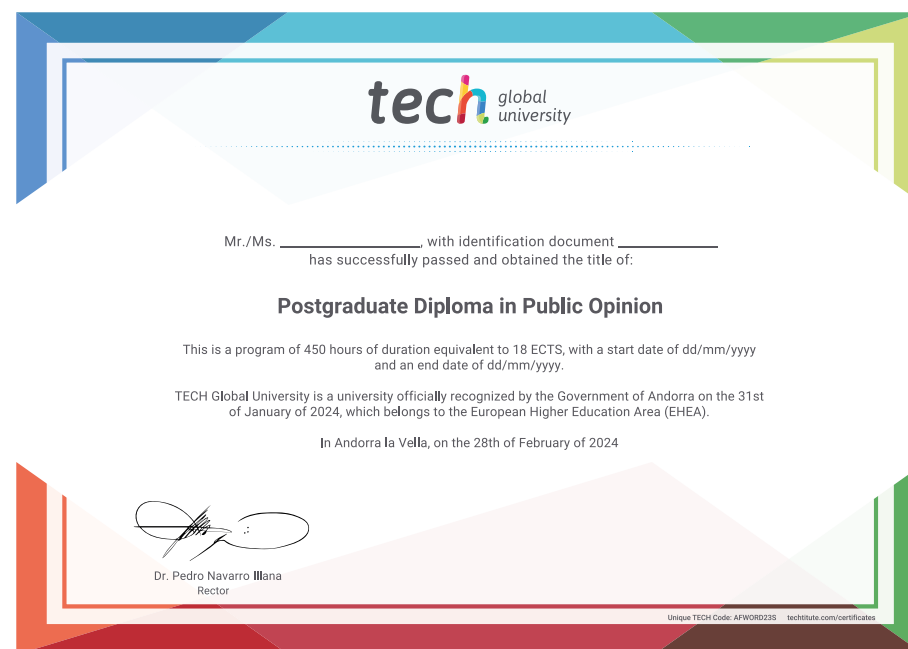 tech global university
Mr./Ms. ____________________, with identification document ______________
has successfully passed and obtained the title of:
Postgraduate Diploma in Public Opinion
This is a program of 450 hours of duration equivalent to 18 ECTS, with a start date of dd/mm/yyyy
and an end date of dd/mm/yyyy.
TECH Global University is a university officially recognized by the Government of Andorra on the 31st
of January of 2024, which belongs to the European Higher Education Area (EHEA).
In Andorra la Vella, on the 28th of February of 2024
Dr. Pedro Navarro Illana
Rector
Unique TECH Code: AFWORD23S techtitute.com/certificates